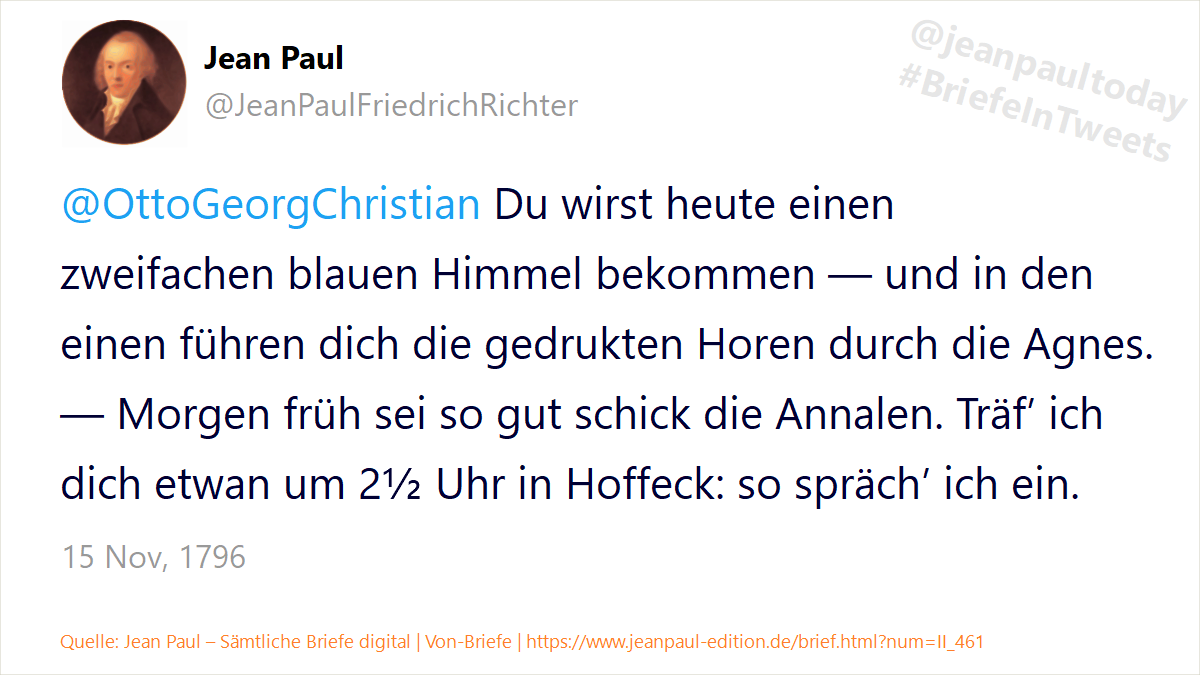 Jean Paul
@JeanPaulFriedrichRichter
@jeanpaultoday
#BriefeInTweets
@OttoGeorgChristian Du wirst heute einen
zweifachen blauen Himmel bekommen — und in den
einen führen dich die gedrukten Horen durch die Agnes.
— Morgen früh sei so gut schick die Annalen. Träf’ ich
dich etwan um 2½ Uhr in Hoffeck: so spräch’ ich ein.
15 Nov, 1796
Quelle: Jean Paul – Sämtliche Briefe digital | Von-Briefe | https://www.jeanpaul-edition.de/brief.html?num=II_461